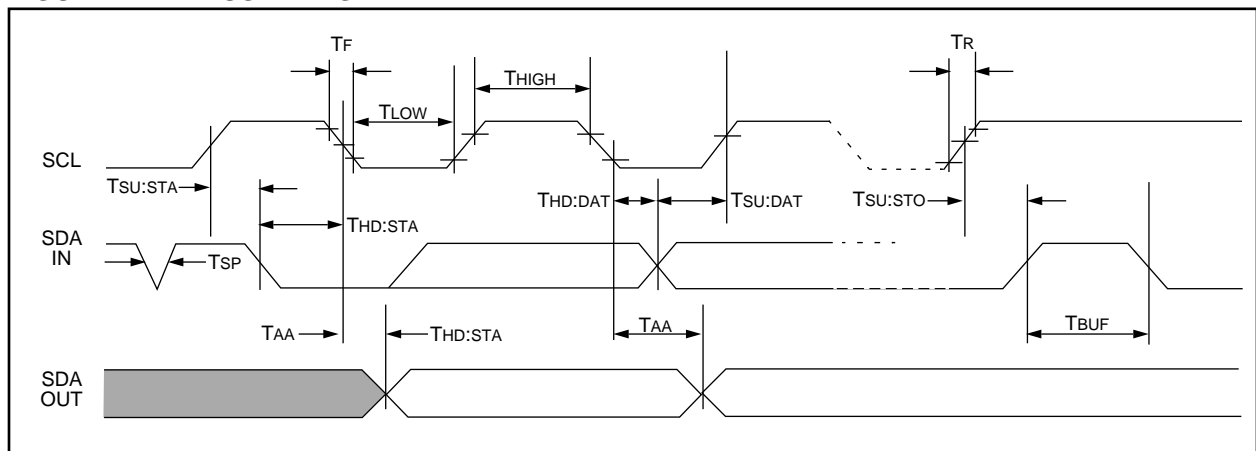 TF
TR
THIGH
TLOW
SCL
TSU:STA
THD:DAT
TSU:DAT
TSU:STO
THD:STA
SDA
IN
TSP
TAA
THD:STA
TAA
TBUF
SDA
OUT